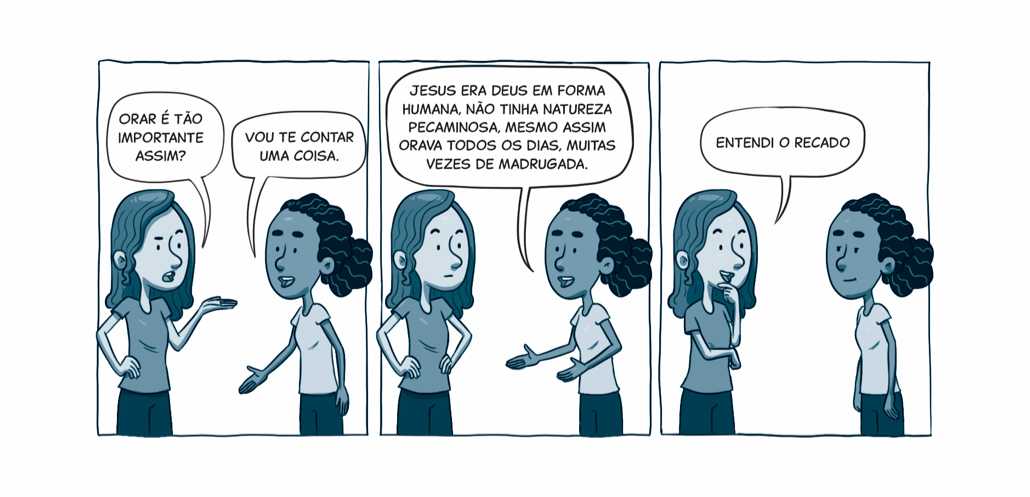 ORAR É TÃO
IMPORTANTE
ASSIM?
VOU TE CONTAR
UMA COISA.
JESUS ERA DEUS EM FORMA
HUMANA, NÃO TINHA NATUREZA
PECAMINOSA, MESMO ASSIM
ORAVA TODOS OS DIAS, MUITAS
VEZES DE MADRUGADA.
ENTENDI O RECADO